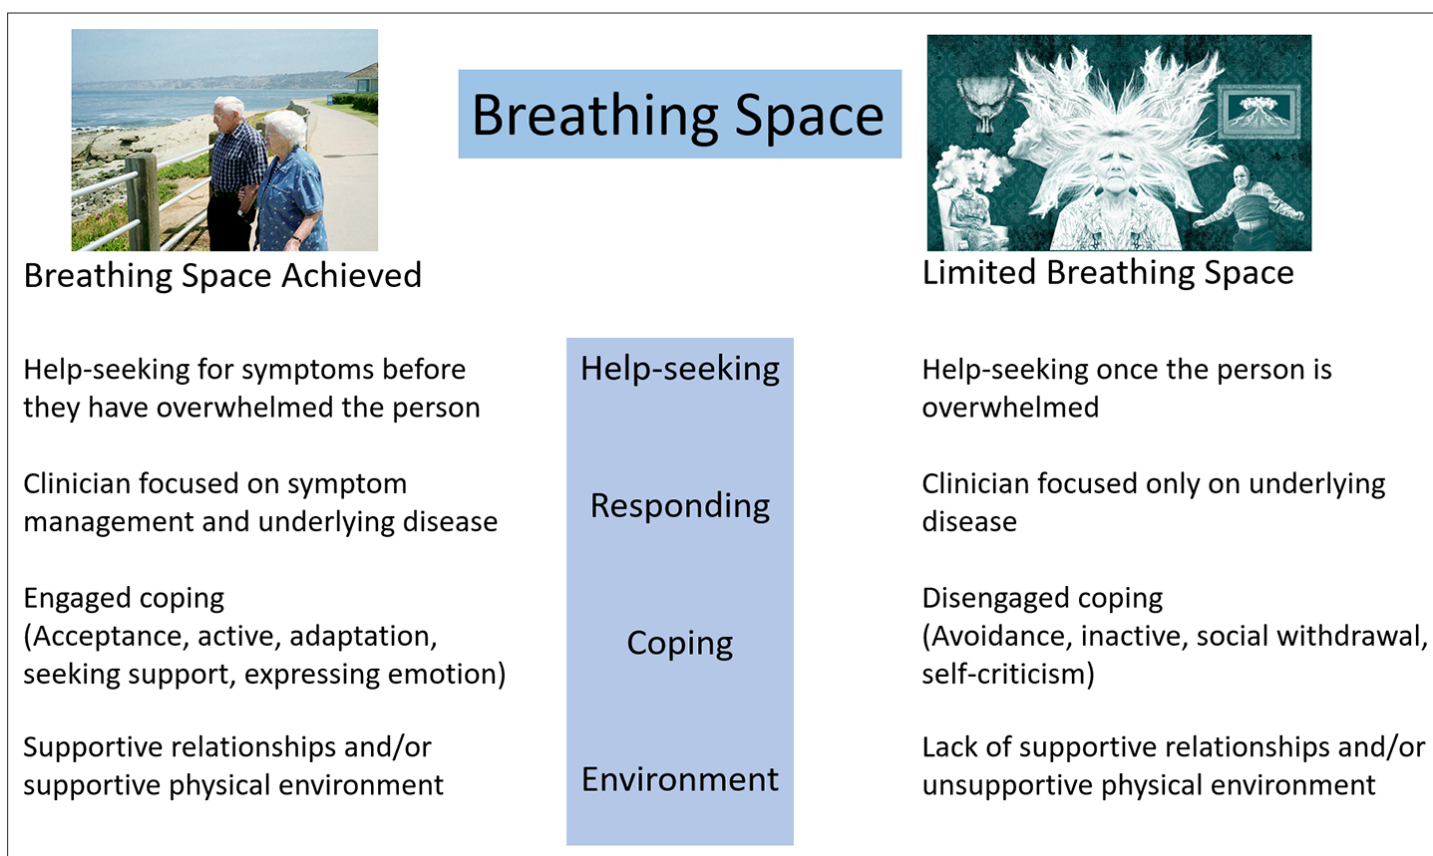 Breathing Space
Breathing Space Achieved
Limited Breathing Space
Help-seeking for symptoms before
they have overwhelmed the person
Help-seeking
Help-seeking once the person is
overwhelmed
Clinician focused on symptom
management and underlying disease
Responding
Clinician focused only on underlying
disease
Engaged coping
(Acceptance, active, adaptation,
seeking support, expressing emotion)
Coping
Disengaged coping
(Avoidance, inactive, social withdrawal,
self-criticism)
Supportive relationships and/or
supportive physical environment
Environment
Lack of supportive relationships and/or
unsupportive physical environment